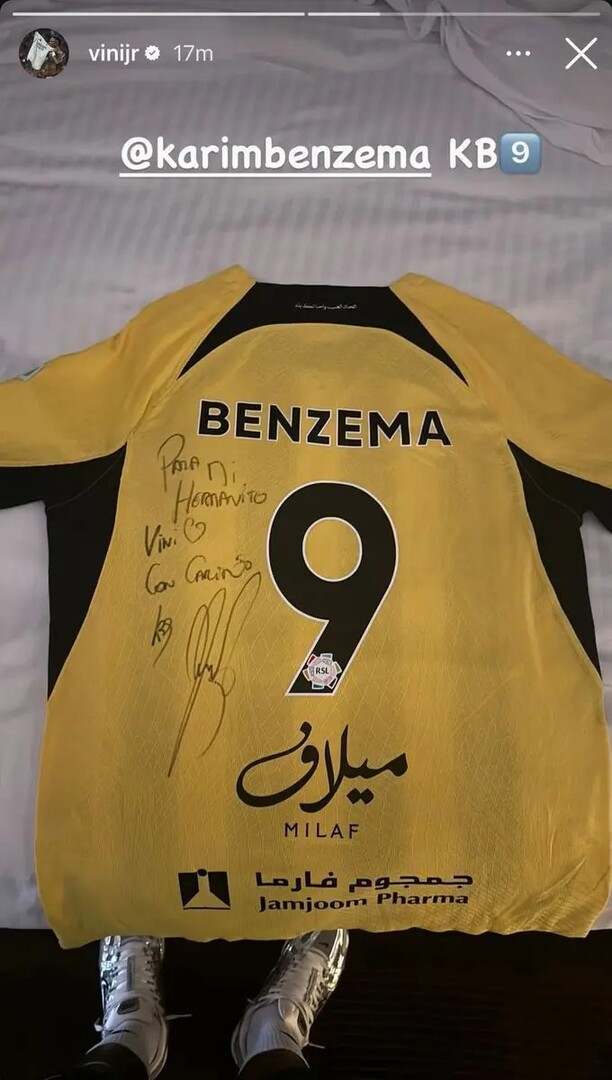 vinijr 17m
@karimbenzema KB9
BENZEMA
PARA Mi
HERMANITO
Vini
CON CARIÑO
KB9
9
RSL
ميلاف
MILAF
جمجوم فارما
Jamjoom Pharma